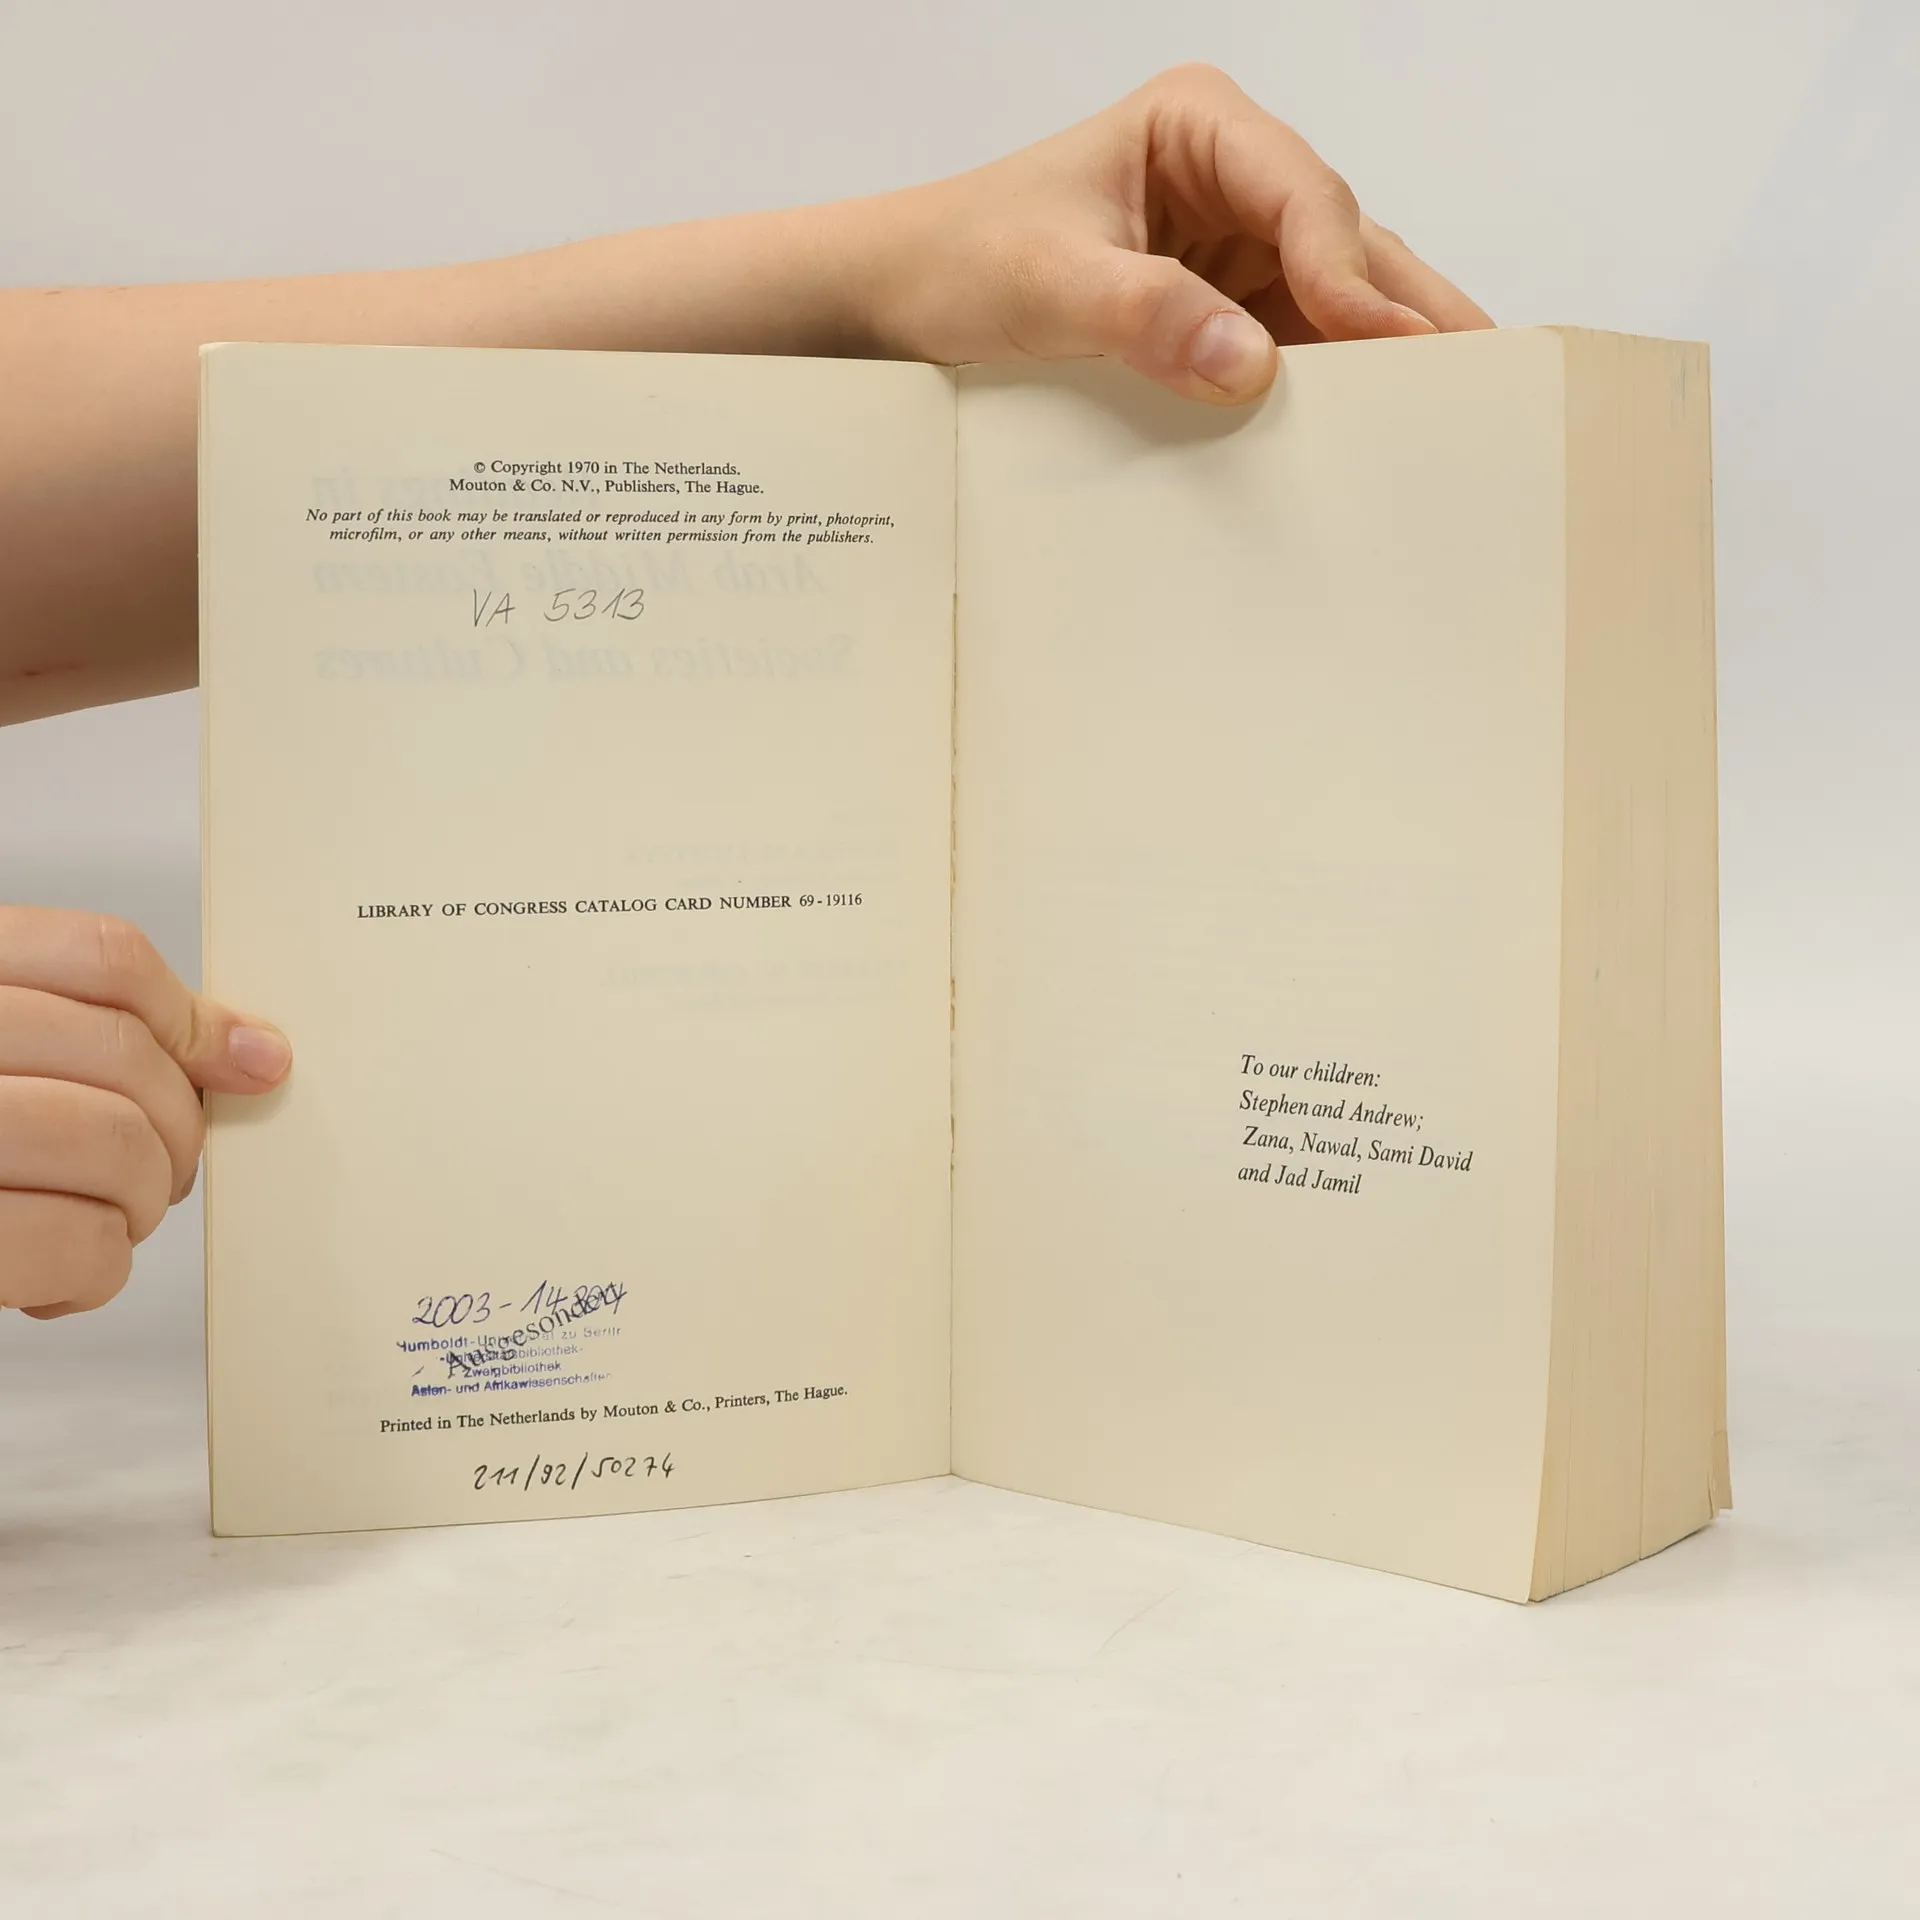 © Copyright 1970 in The Netherlands.
Mouton & Co. N.V., Publishers, The Hague.
No part of this book may be translated or reproduced in any form by print, photoprint,
microfilm, or any other means, without written permission from the publishers.
VA 5313
LIBRARY OF CONGRESS CATALOG CARD NUMBER 69-19116
2003-14
Ausgesondert
Humboldt- zu Berlin
Zweigbibliothek
Asien- und Afrikawissenschaften
Printed in The Netherlands by Mouton & Co., Printers, The Hague.
211/92/50274
To our children:
Stephen and Andrew;
Zana, Nawal, Sami David
and Jad Jamil